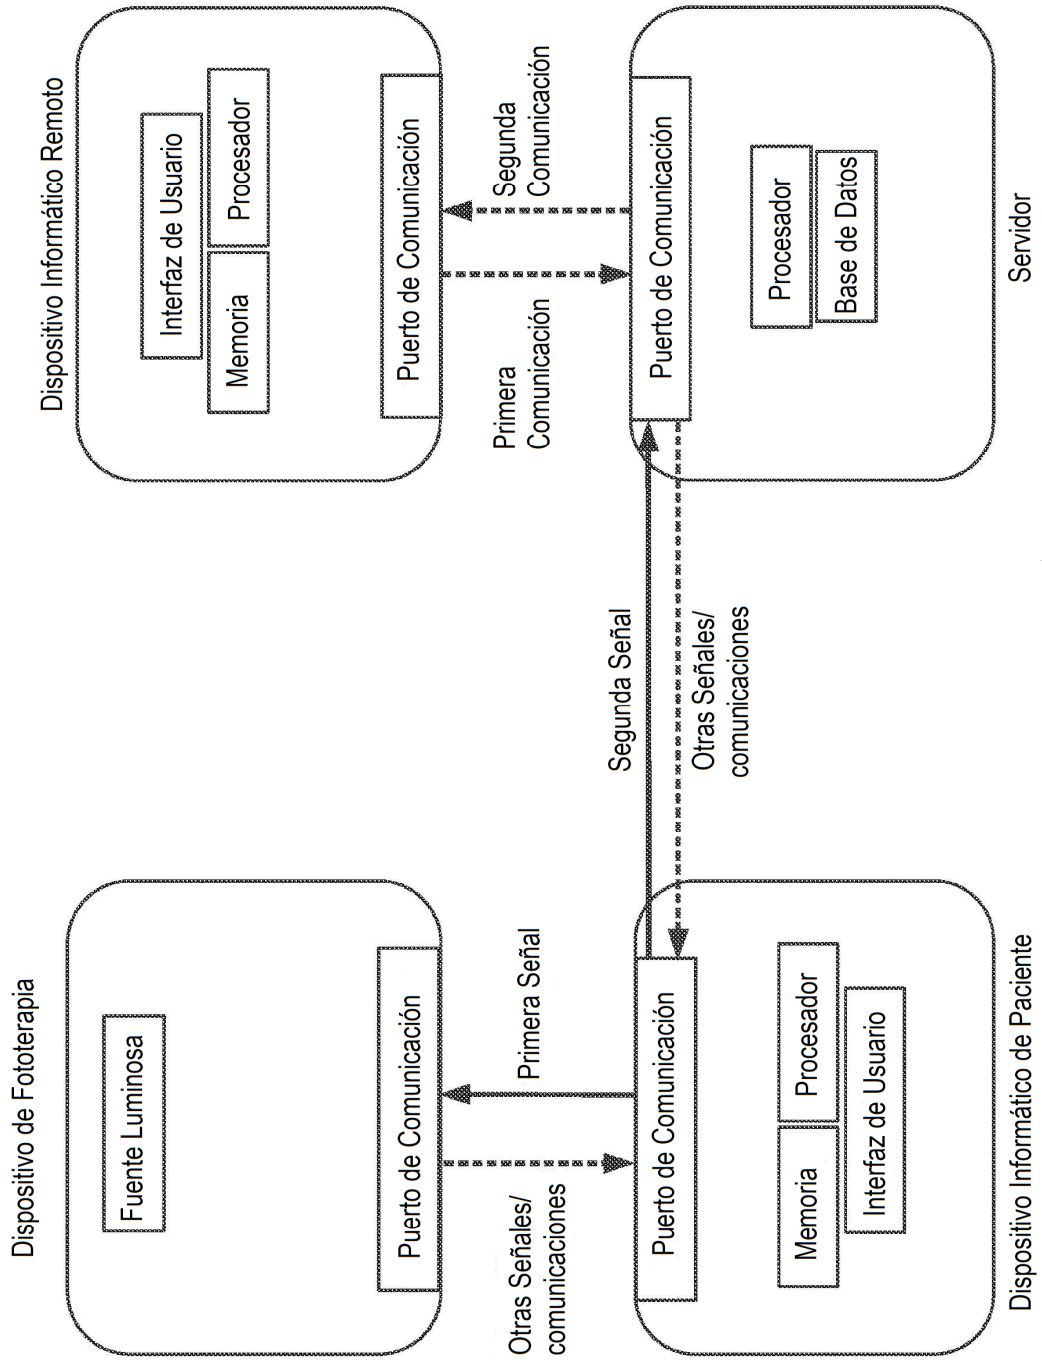 Dispositivo de Fototerapia
Fuente Luminosa
Puerto de Comunicación
Otras Señales/
comunicaciones
Primera Señal
Puerto de Comunicación
Memoria
Procesador
Interfaz de Usuario
Dispositivo Informático de Paciente
Segunda Señal
Otras Señales/
comunicaciones
Dispositivo Informático Remoto
Interfaz de Usuario
Memoria
Procesador
Puerto de Comunicación
Primera
Comunicación
Segunda
Comunicación
Puerto de Comunicación
Procesador
Base de Datos
Servidor